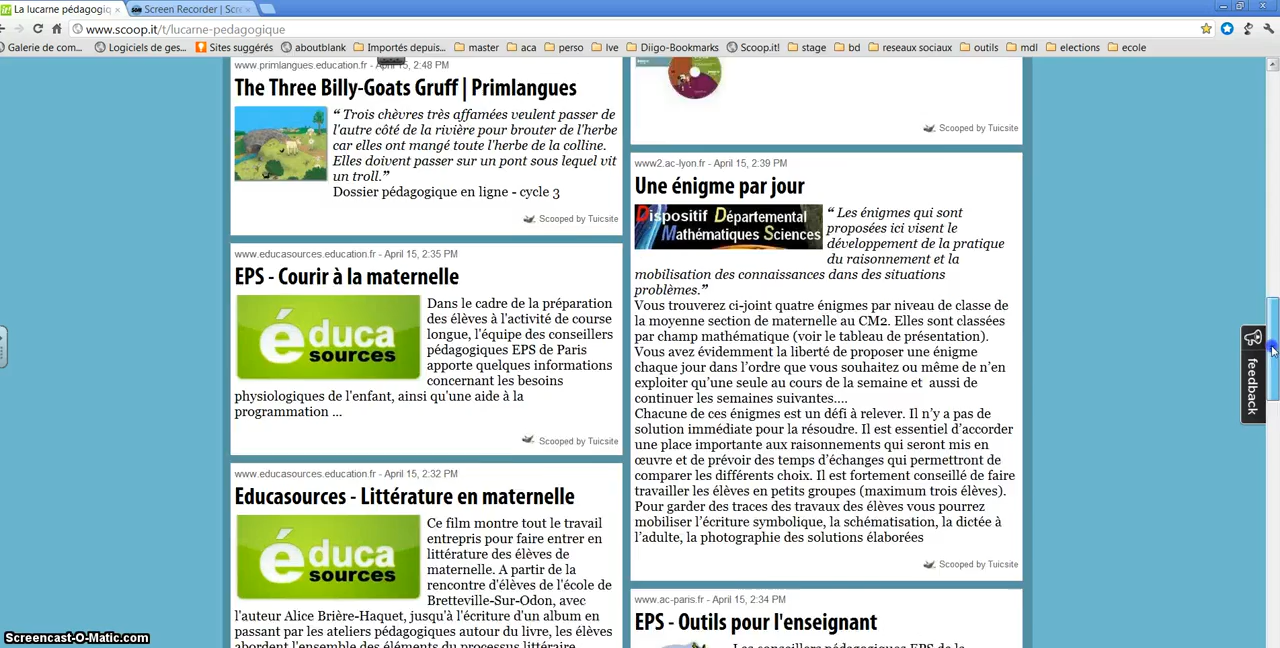 La lucarne pédagogiq
Screen Recorder | Scr
www.scoop.it/t/lucarne-pedagogique
Galerie de com...
Logiciels de ges...
Sites suggérés
aboutblank
Importés depuis...
master
aca
perso
lve
Diigo-Bookmarks
Scoop.it!
stage
bd
reseaux sociaux
outils
mdl
elections
ecole
www.primlangues.education.fr - April 15, 2:48 PM
The Three Billy-Goats Gruff | Primlangues
“ Trois chèvres très affamées veulent passer de
l'autre côté de la rivière pour brouter de l'herbe
car elles ont mangé toute l'herbe de la colline.
Elles doivent passer sur un pont sous lequel vit
un troll.”
Dossier pédagogique en ligne - cycle 3
Scooped by Tuicsite
www.educasources.education.fr - April 15, 2:35 PM
EPS - Courir à la maternelle
éduca
sources
Dans le cadre de la préparation
des élèves à l'activité de course
longue, l'équipe des conseillers
pédagogiques EPS de Paris
apporte quelques informations
concernant les besoins
physiologiques de l'enfant, ainsi qu'une aide à la
programmation ...
Scooped by Tuicsite
www.educasources.education.fr - April 15, 2:32 PM
Educasources - Littérature en maternelle
éduca
sources
Ce film montre tout le travail
entrepris pour faire entrer en
littérature des élèves de
maternelle. A partir de la
rencontre d'élèves de l'école de
Bretteville-Sur-Odon, avec
l'auteur Alice Brière-Haquet, jusqu'à l'écriture d'un album en
passant par les ateliers pédagogiques autour du livre, les élèves
abordent l'ensemble des éléments du processus littéraire.
Scooped by Tuicsite
www2.ac-lyon.fr - April 15, 2:39 PM
Une énigme par jour
Dispositif Départemental
Mathématiques Sciences
“ Les énigmes qui sont
proposées ici visent le
développement de la pratique
du raisonnement et la
mobilisation des connaissances dans des situations
problèmes.”
Vous trouverez ci-joint quatre énigmes par niveau de classe de
la moyenne section de maternelle au CM2. Elles sont classées
par champ mathématique (voir le tableau de présentation).
Vous avez évidemment la liberté de proposer une énigme
chaque jour dans l’ordre que vous souhaitez ou même de n’en
exploiter qu’une seule au cours de la semaine et  aussi de
continuer les semaines suivantes....
Chacune de ces énigmes est un défi à relever. Il n’y a pas de
solution immédiate pour la résoudre. Il est essentiel d’accorder
une place importante aux raisonnements qui seront mis en
œuvre et de prévoir des temps d’échanges qui permettront de
comparer les différents choix. Il est fortement conseillé de faire
travailler les élèves en petits groupes (maximum trois élèves).
Pour garder des traces des travaux des élèves vous pourrez
mobiliser l’écriture symbolique, la schématisation, la dictée à
l’adulte, la photographie des solutions élaborées
Scooped by Tuicsite
www.ac-paris.fr - April 15, 2:34 PM
EPS - Outils pour l'enseignant
Les conseillers pédagogiques EPS de le
feedback
Screencast-O-Matic.com